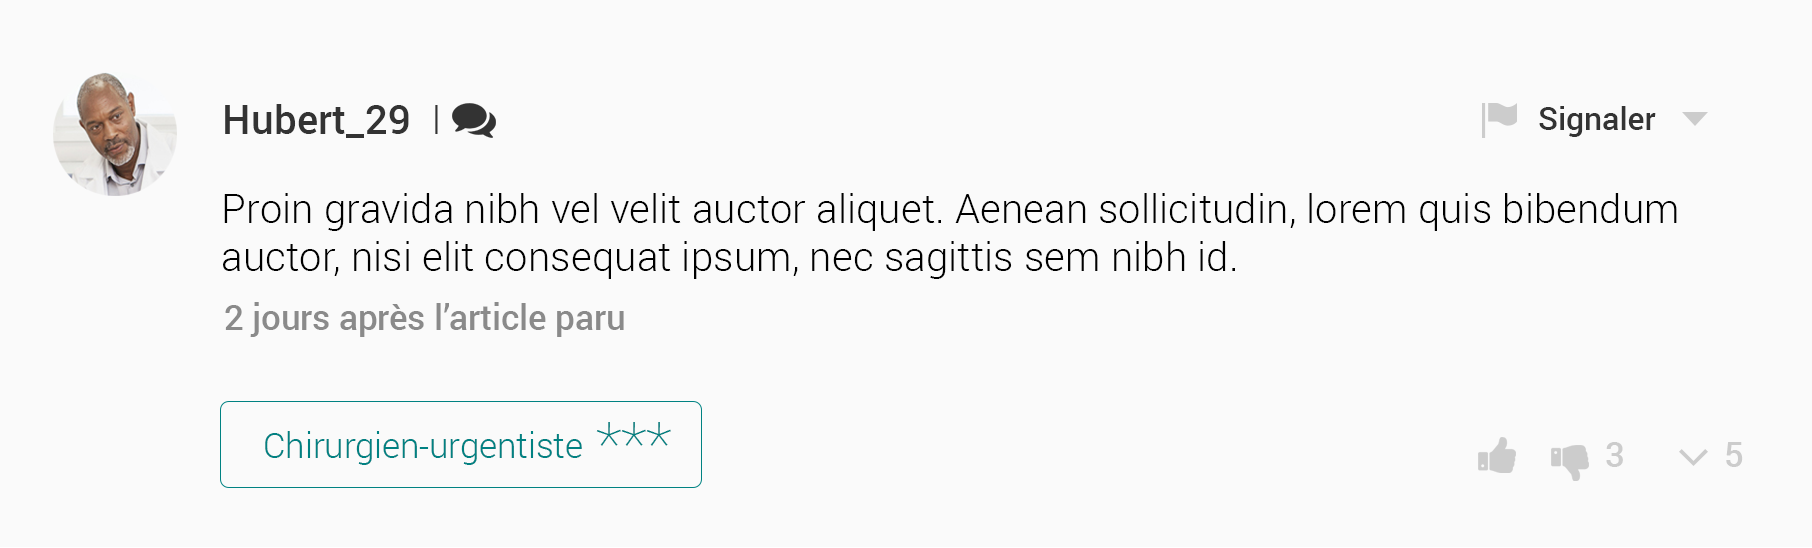 Hubert_29 |
Signaler
Proin gravida nibh vel velit auctor aliquet. Aenean sollicitudin, lorem quis bibendum
auctor, nisi elit consequat ipsum, nec sagittis sem nibh id.
2 jours après l’article paru
Chirurgien-urgentiste ***
3
5